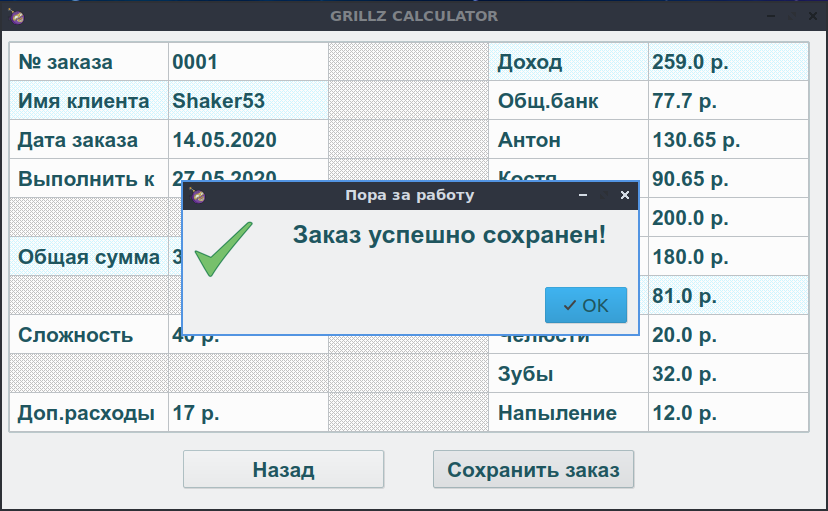 GRILLZ CALCULATOR
№ заказа 0001 Доход 259.0 р.
Имя клиента Shaker53 Общ.банк 77.7 р.
Дата заказа 14.05.2020 Антон 130.65 р.
Выполнить к 27.05.2020 Костя 90.65 р.
Пора за работу
200.0 р.
Заказ успешно сохранен!
Общая сумма 180.0 р.
81.0 р.
OK
Сложность 40 р. Челюсти 20.0 р.
Зубы 32.0 р.
Доп.расходы 17 р. Напыление 12.0 р.
Назад Сохранить заказ